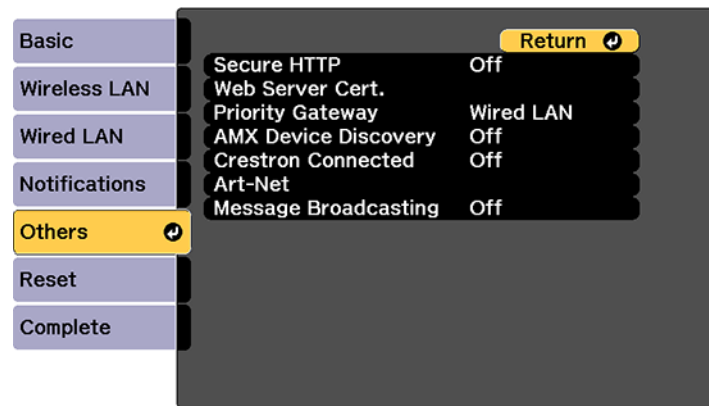 Basic
Wireless LAN
Wired LAN
Notifications
Others
Reset
Complete
Return
Secure HTTP Off
Web Server Cert.
Priority Gateway Wired LAN
AMX Device Discovery Off
Crestron Connected Off
Art-Net
Message Broadcasting Off